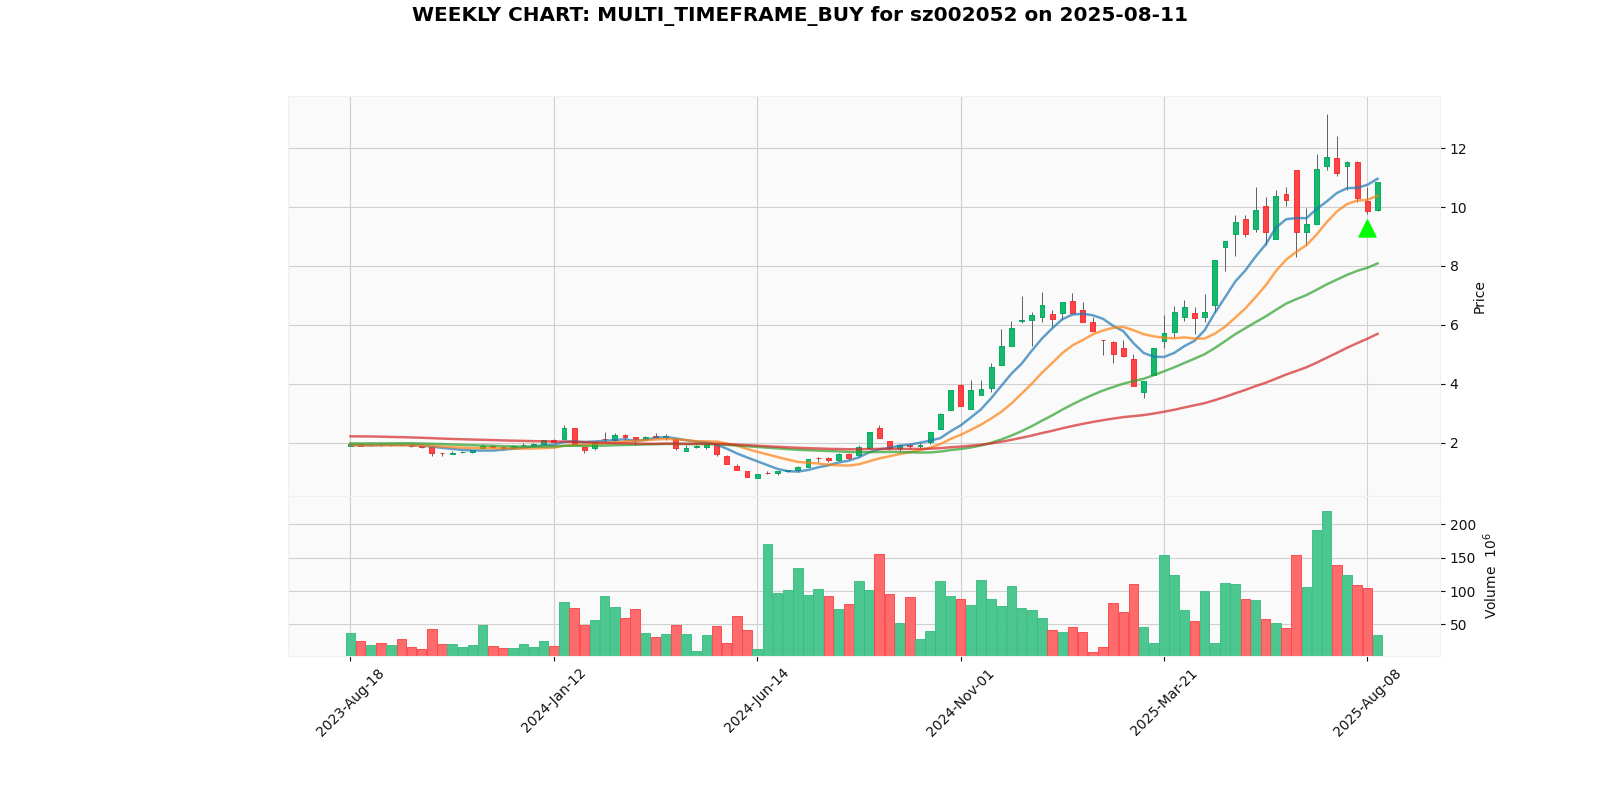 WEEKLY CHART: MULTI_TIMEFRAME_BUY for sz002052 on 2025-08-11
12
10
8
6
4
2
Price
200
150
100
50
Volume 10^6
2023-Aug-18
2024-Jan-12
2024-Jun-14
2024-Nov-01
2025-Mar-21
2025-Aug-08